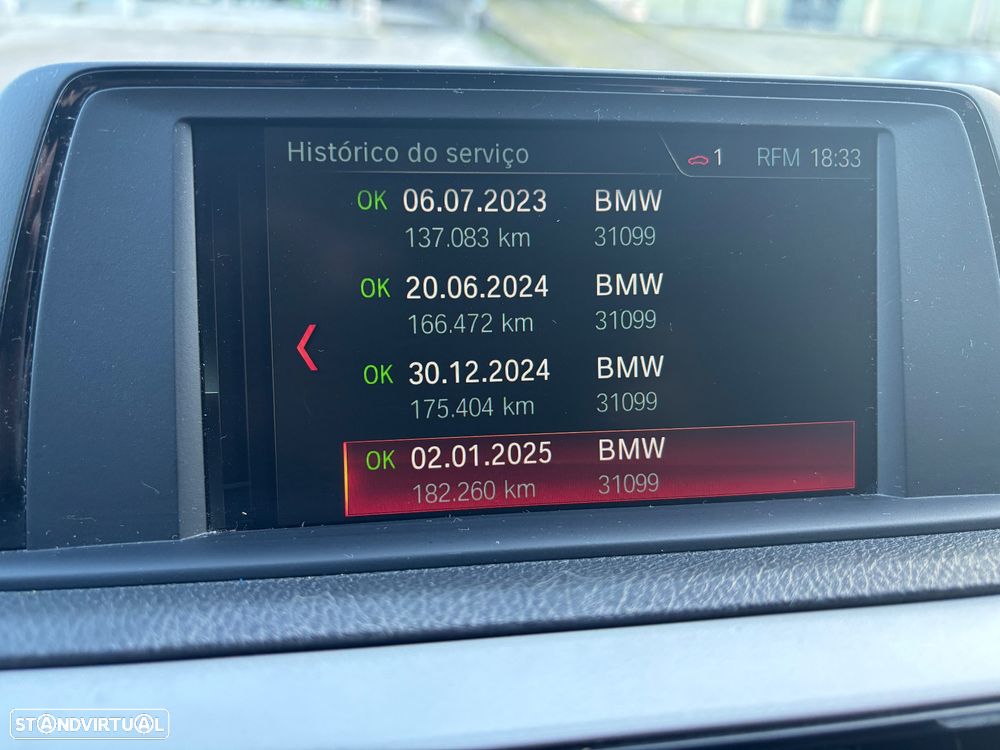 Histórico do serviço 1 RFM 18:33
OK 06.07.2023 BMW
137.083 km 31099
OK 20.06.2024 BMW
166.472 km 31099
OK 30.12.2024 BMW
175.404 km 31099
OK 02.01.2025 BMW
182.260 km 31099
STANDVIRTUAL